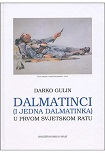 DARKO GULIN
DALMATINCI
(I JEDNA DALMATINKA)
U PRVOM SVJETSKOM RATU